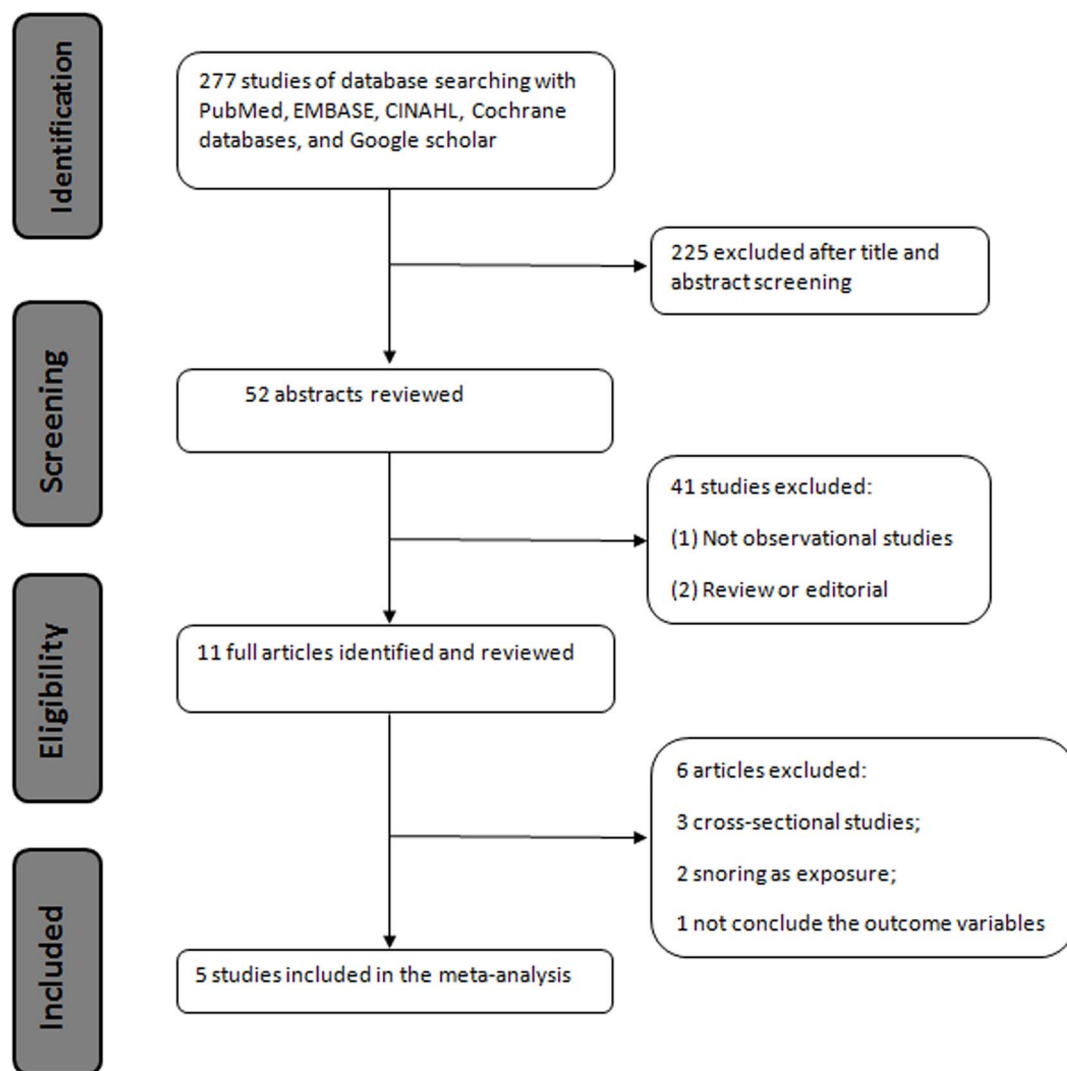 Identification
277 studies of database searching with
PubMed, EMBASE, CINAHL, Cochrane
databases, and Google scholar
225 excluded after title and
abstract screening
Screening
52 abstracts reviewed
41 studies excluded:
(1) Not observational studies
(2) Review or editorial
Eligibility
11 full articles identified and reviewed
6 articles excluded:
3 cross-sectional studies;
2 snoring as exposure;
1 not conclude the outcome variables
Included
5 studies included in the meta-analysis